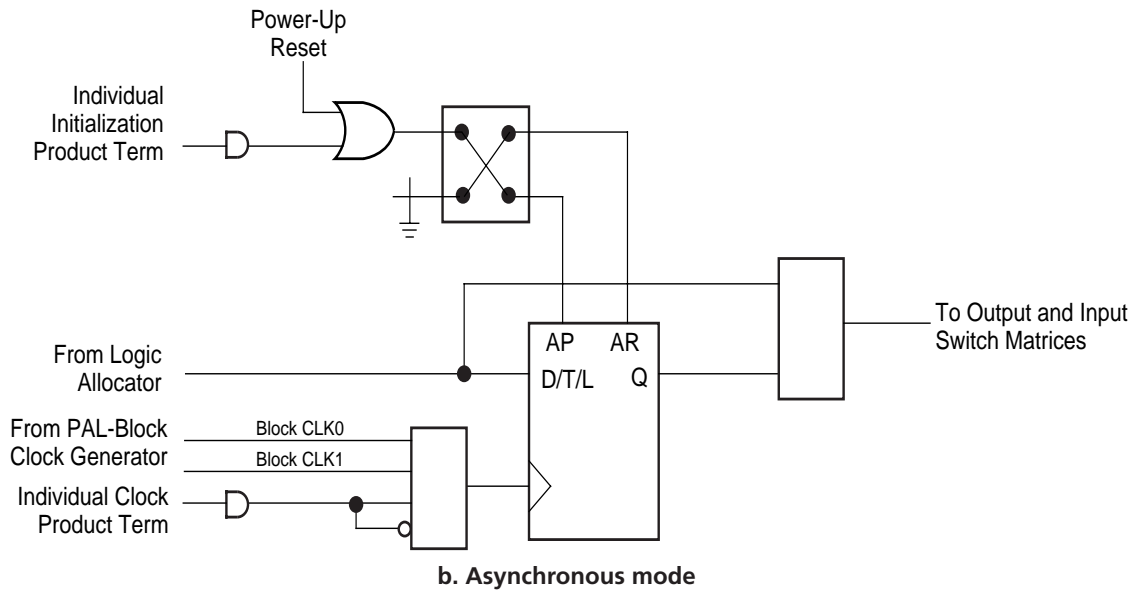 Power-Up
Reset
Individual
Initialization
Product Term
To Output and Input
Switch Matrices
AP AR
From Logic
Allocator
D/T/L Q
From PAL-Block
Clock Generator
Block CLK0
Block CLK1
Individual Clock
Product Term
b. Asynchronous mode